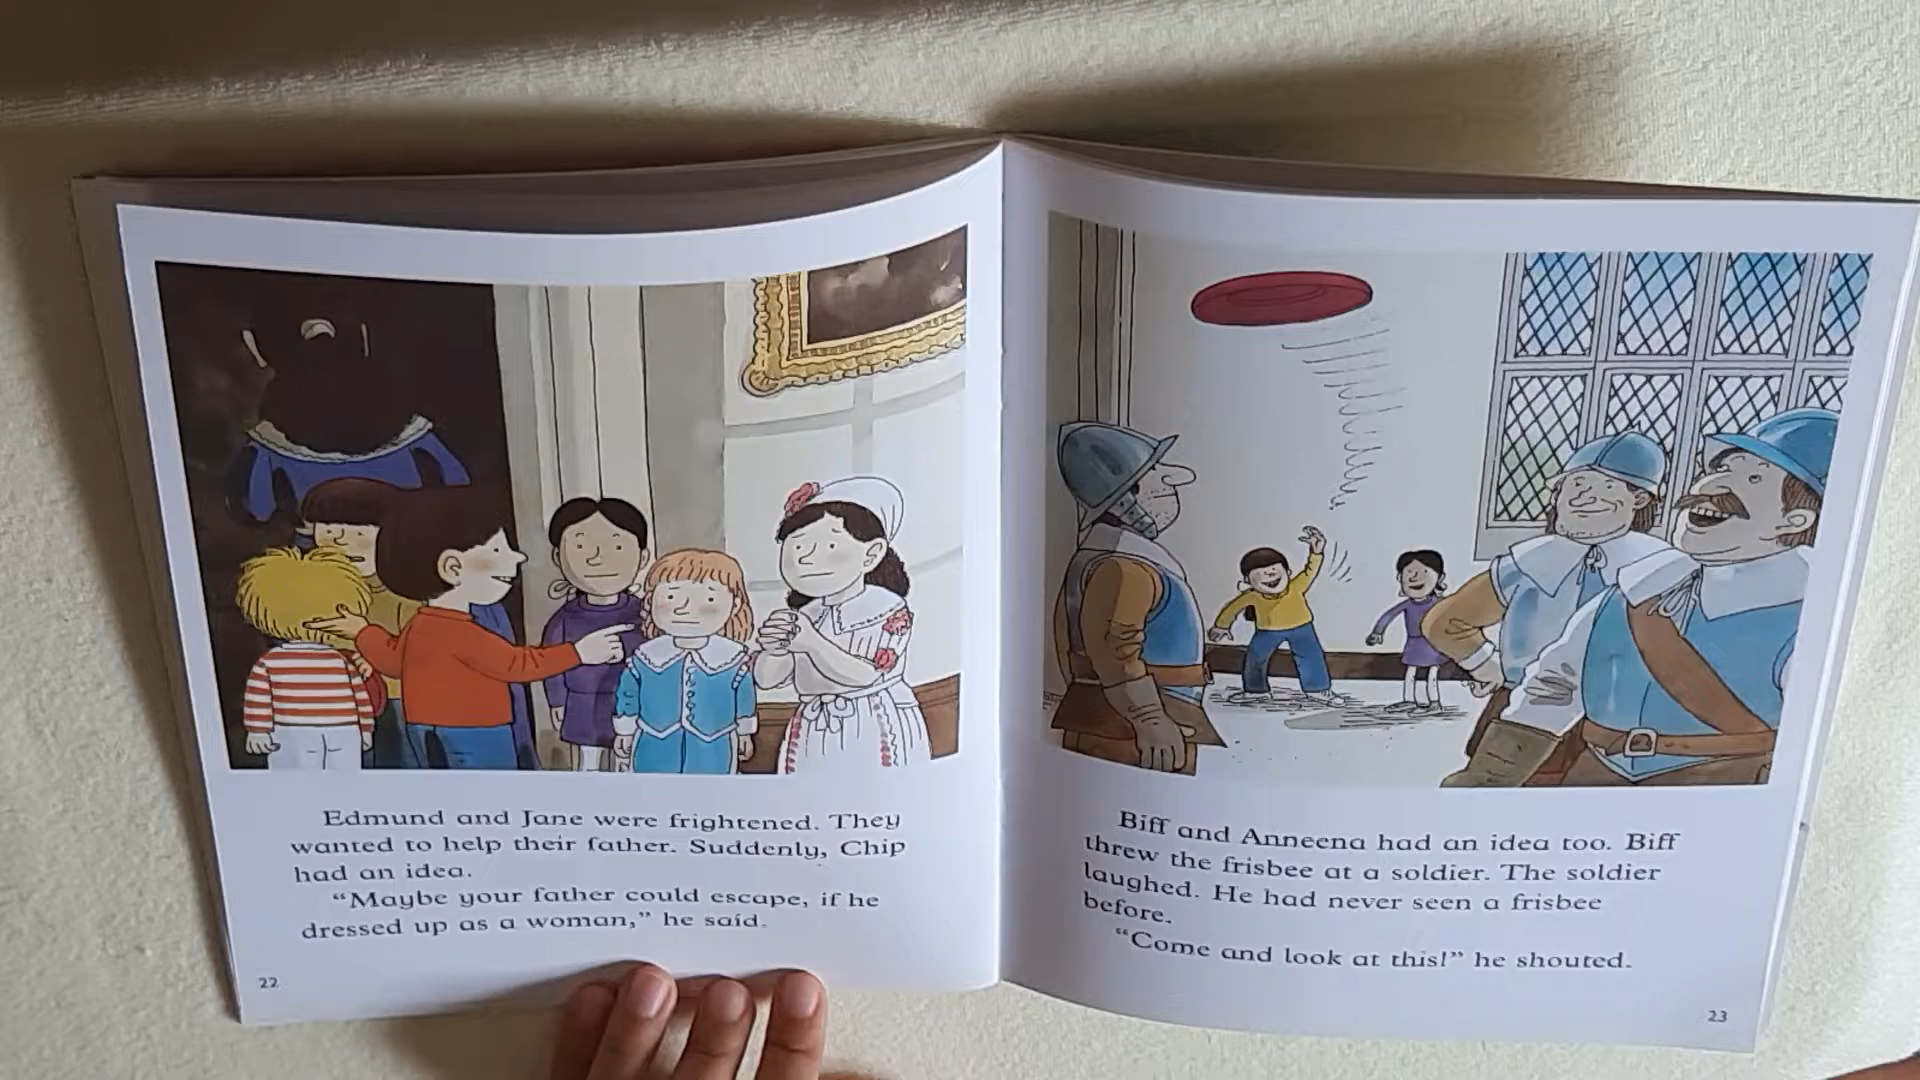 Edmund and Jane were frightened. They
wanted to help their father. Suddenly, Chip
had an idea.
“Maybe your father could escape, if he
dressed up as a woman,” he said.
22
Biff and Anneena had an idea too. Biff
threw the frisbee at a soldier. The soldier
laughed. He had never seen a frisbee
before.
“Come and look at this!” he shouted.
23